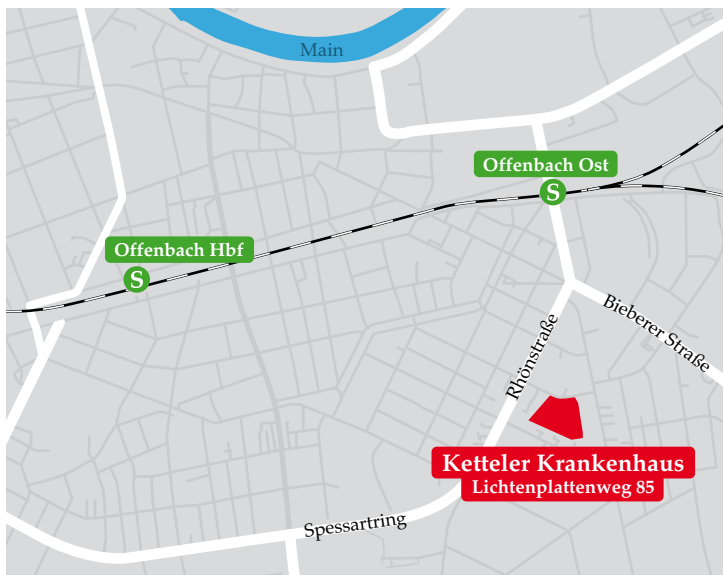 Main
Offenbach Ost
S
Offenbach Hbf
S
Bieberer Straße
Rhönstraße
Ketteler Krankenhaus
Lichtenplattenweg 85
Spessartring